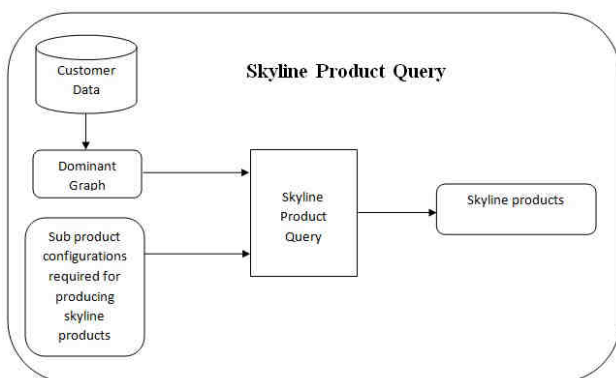 Customer
Data
Skyline Product Query
Dominant
Graph
Sub product
configurations
required for
producing
skyline
products
Skyline
Product
Query
Skyline products